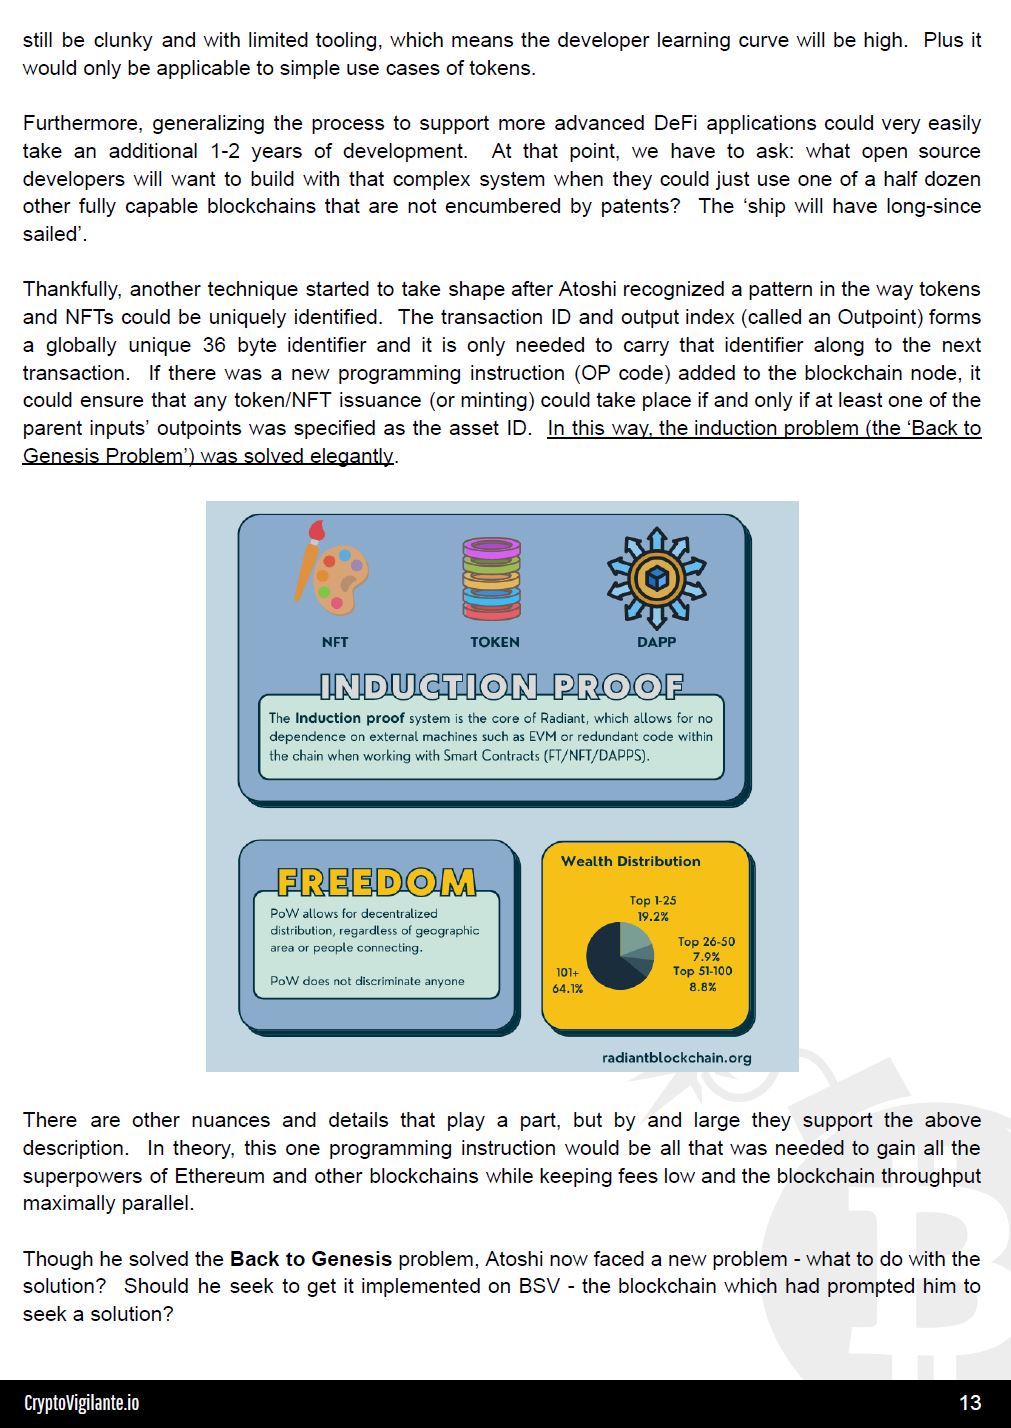 still be clunky and with limited tooling, which means the developer learning curve will be high.  Plus it
would only be applicable to simple use cases of tokens.
Furthermore, generalizing the process to support more advanced DeFi applications could very easily
take an additional 1-2 years of development.  At that point, we have to ask: what open source
developers will want to build with that complex system when they could just use one of a half dozen
other fully capable blockchains that are not encumbered by patents?  The ‘ship will have long-since
sailed’.
Thankfully, another technique started to take shape after Atoshi recognized a pattern in the way tokens
and NFTs could be uniquely identified.  The transaction ID and output index (called an Outpoint) forms
a globally unique 36 byte identifier and it is only needed to carry that identifier along to the next
transaction.  If there was a new programming instruction (OP code) added to the blockchain node, it
could ensure that any token/NFT issuance (or minting) could take place if and only if at least one of the
parent inputs’ outpoints was specified as the asset ID.  In this way, the induction problem (the ‘Back to
Genesis Problem’) was solved elegantly.
NFT TOKEN DAPP
INDUCTION PROOF
The Induction proof system is the core of Radiant, which allows for no
dependence on external machines such as EVM or redundant code within
the chain when working with Smart Contracts (FT/NFT/DAPPS).
FREEDOM
PoW allows for decentralized
distribution, regardless of geographic
area or people connecting.
PoW does not discriminate anyone
Wealth Distribution
Top 1-25
19.2%
Top 26-50
7.9%
Top 51-100
8.8%
101+
64.1%
radiantblockchain.org
There are other nuances and details that play a part, but by and large they support the above
description.  In theory, this one programming instruction would be all that was needed to gain all the
superpowers of Ethereum and other blockchains while keeping fees low and the blockchain throughput
maximally parallel.
Though he solved the Back to Genesis problem, Atoshi now faced a new problem - what to do with the
solution?  Should he seek to get it implemented on BSV - the blockchain which had prompted him to
seek a solution?
CryptoVigilante.io 13